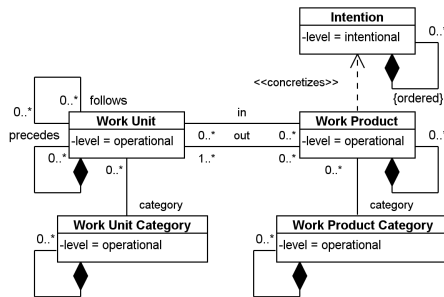 Intention
-level = intentional
0..*
{ordered}
<<concretizes>>
0..*
0..*
follows
precedes
Work Unit
-level = operational
0..*
0..*
in
0..*
0..*
out
1..*
0..*
Work Product
-level = operational
0..*
0..*
category
0..*
category
Work Unit Category
-level = operational
0..*
Work Product Category
-level = operational
0..*